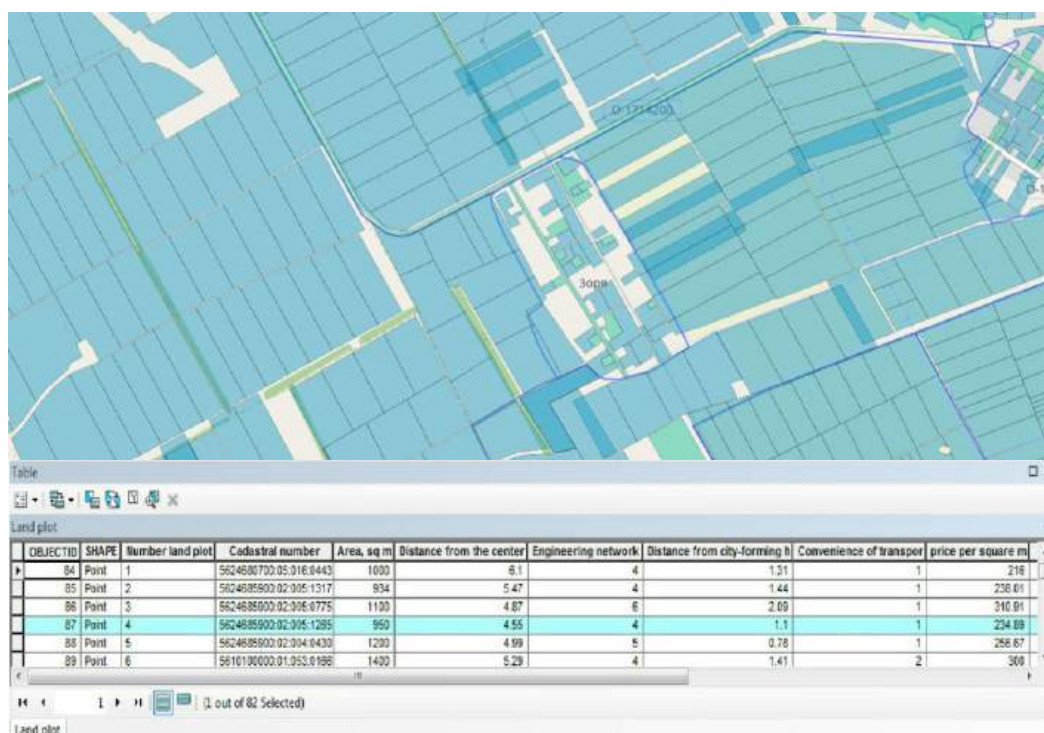 О-1714200
Зоря
Table
Land plot
OBJECTID SHAPE Number land plot Cadastral number Area, sq m Distance from the center Engineering network Distance from city-forming h Convenience of transpor price per square m
84 Point 1 5624680700:05:016:0443 1000 6.1 4 1.31 1 216
85 Point 2 5624685900:02:005:1317 934 5.47 4 1.44 1 236.01
86 Point 3 5624685900:02:005:0775 1100 4.87 6 2.09 1 310.91
87 Point 4 5624685900:02:005:1265 950 4.55 4 1.1 1 234.89
88 Point 5 5624685900:02:004:0430 1200 4.99 5 0.78 1 256.67
89 Point 6 5610100000:01:053:0166 1400 5.29 4 1.41 2 300
1 (1 out of 82 Selected)
Land plot